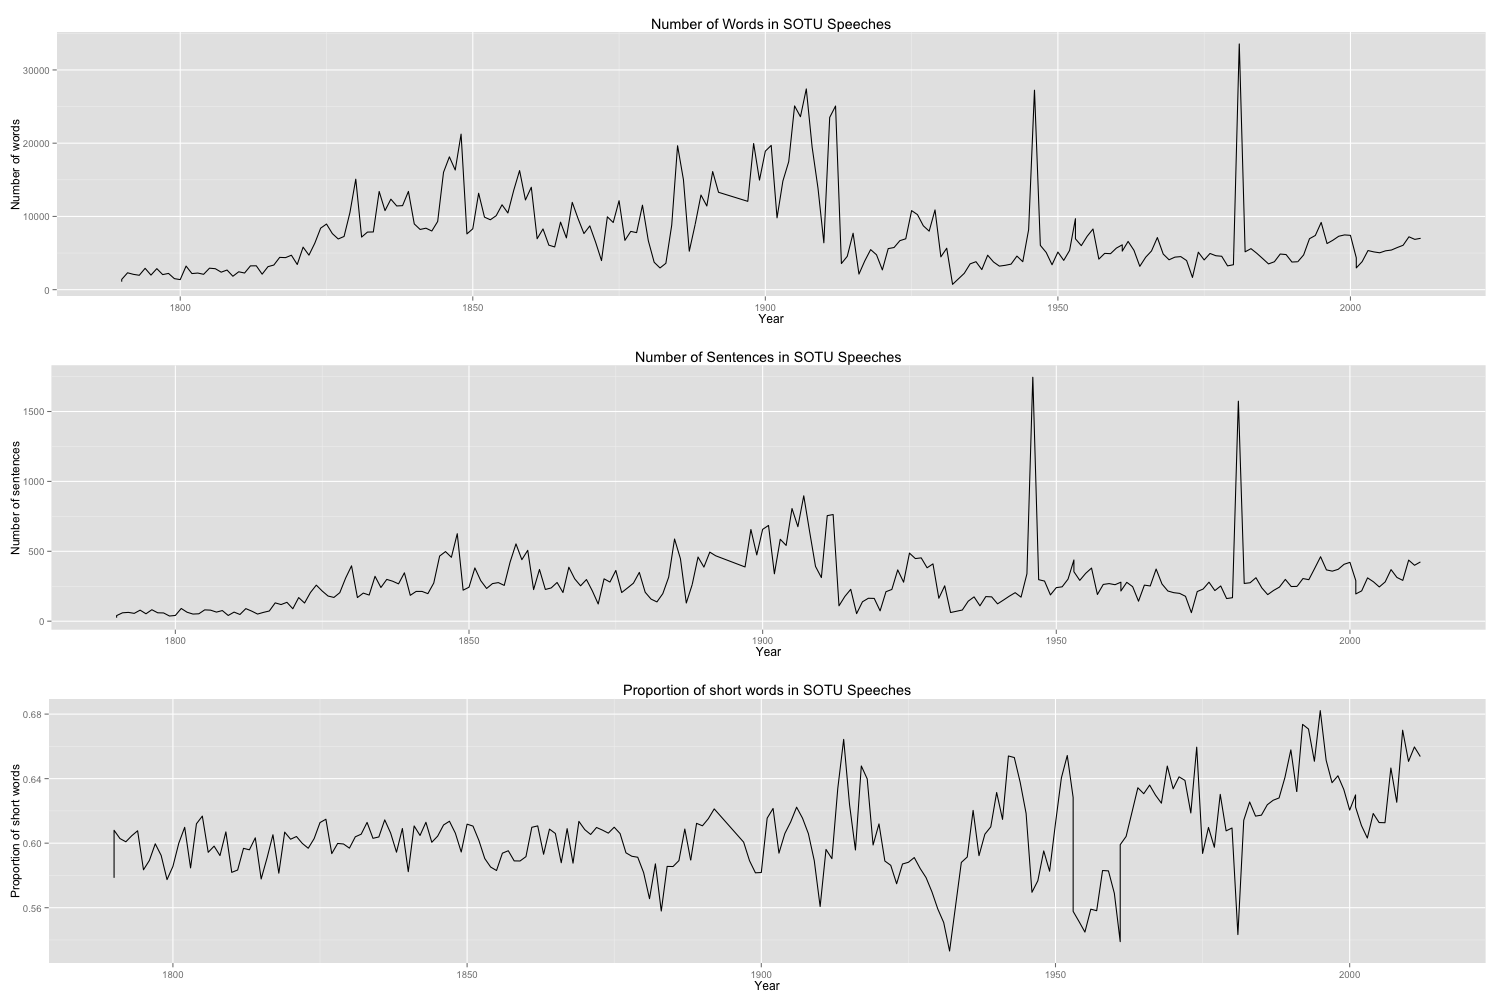 Number of Words in SOTU Speeches
Number of words
30000
20000
10000
0
1800 1850 1900 1950 2000
Year
Number of Sentences in SOTU Speeches
Number of sentences
1500
1000
500
0
1800 1850 1900 1950 2000
Year
Proportion of short words in SOTU Speeches
Proportion of short words
0.68
0.64
0.60
0.56
1800 1850 1900 1950 2000
Year